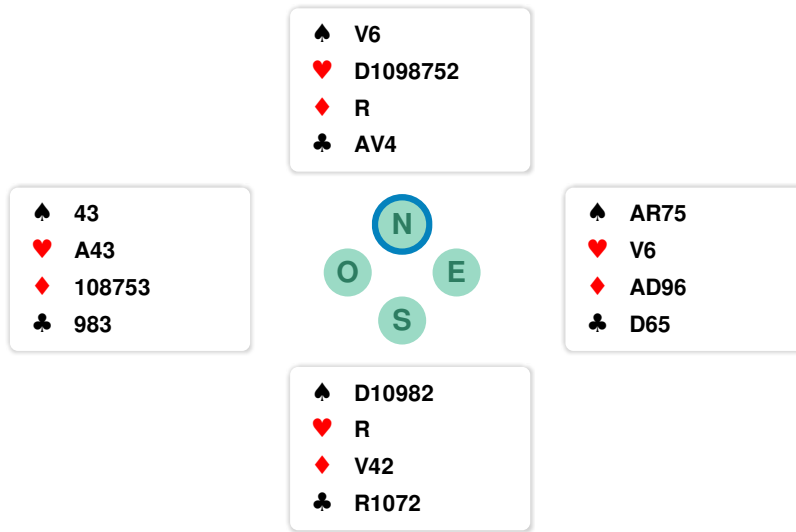 ♠ V6
♥ D1098752
♦ R
♣ AV4
♠ 43
♥ A43
♦ 108753
♣ 983
N
O E
S
♠ AR75
♥ V6
♦ AD96
♣ D65
♠ D10982
♥ R
♦ V42
♣ R1072